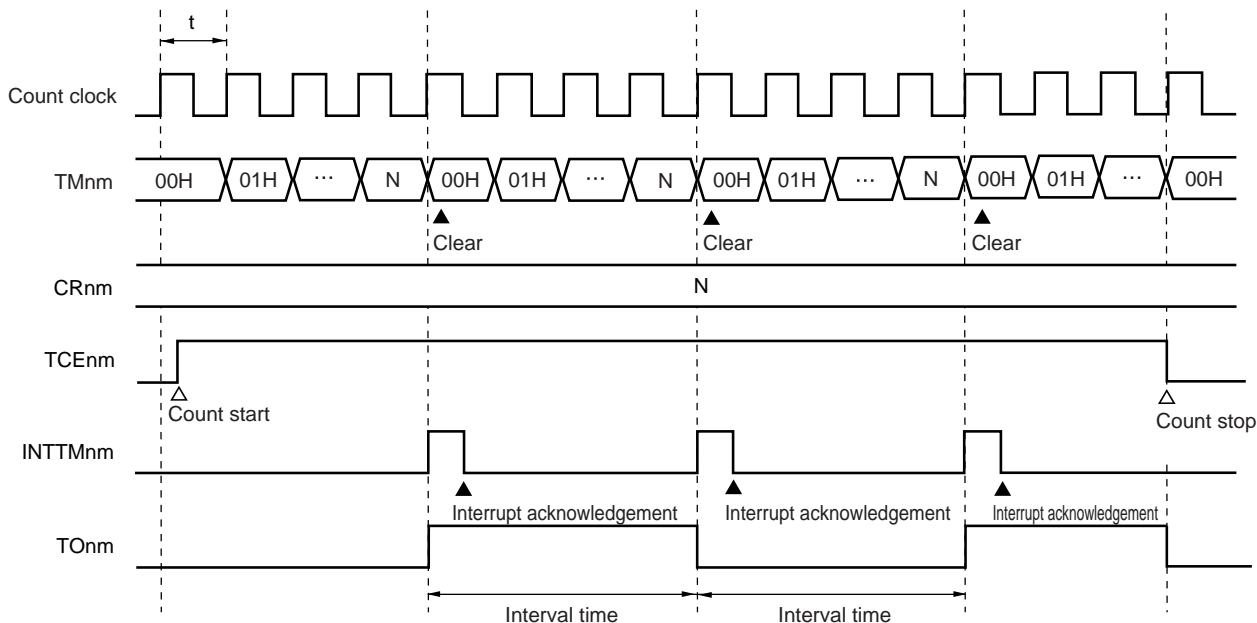 t
Count clock
TMnm 00H 01H ··· N 00H 01H ··· N 00H 01H ··· N 00H 01H ··· 00H
Clear Clear Clear
CRnm N
TCEnm
Count start Count stop
INTTMnm
Interrupt acknowledgement Interrupt acknowledgement Interrupt acknowledgement
TOnm
Interval time Interval time